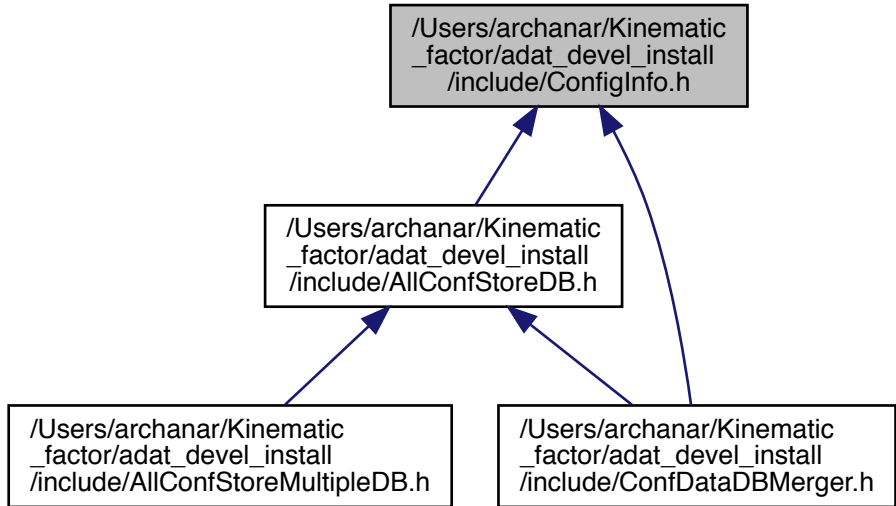 /Users/archanar/Kinematic
_factor/adat_devel_install
/include/ConfigInfo.h
/Users/archanar/Kinematic
_factor/adat_devel_install
/include/AllConfStoreDB.h
/Users/archanar/Kinematic
_factor/adat_devel_install
/include/AllConfStoreMultipleDB.h
/Users/archanar/Kinematic
_factor/adat_devel_install
/include/ConfDataDBMerger.h